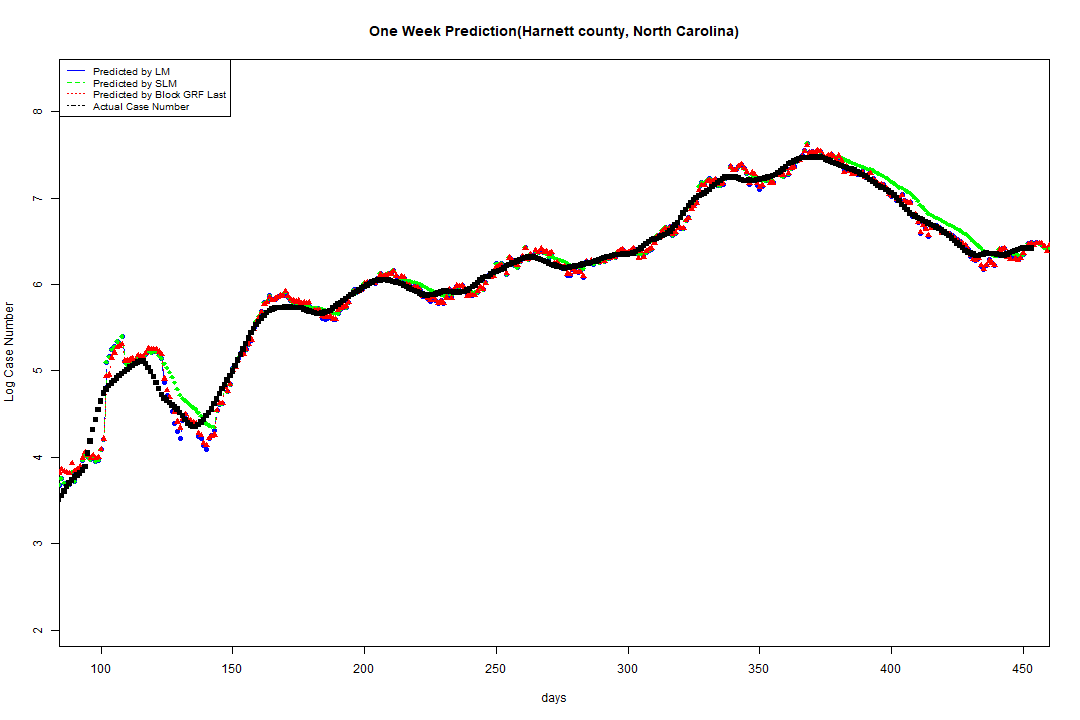 One Week Prediction(Harnett county, North Carolina)
Predicted by LM
Predicted by SLM
Predicted by Block GRF Last
Actual Case Number
Log Case Number
8
7
6
5
4
3
2
100 150 200 250 300 350 400 450
days